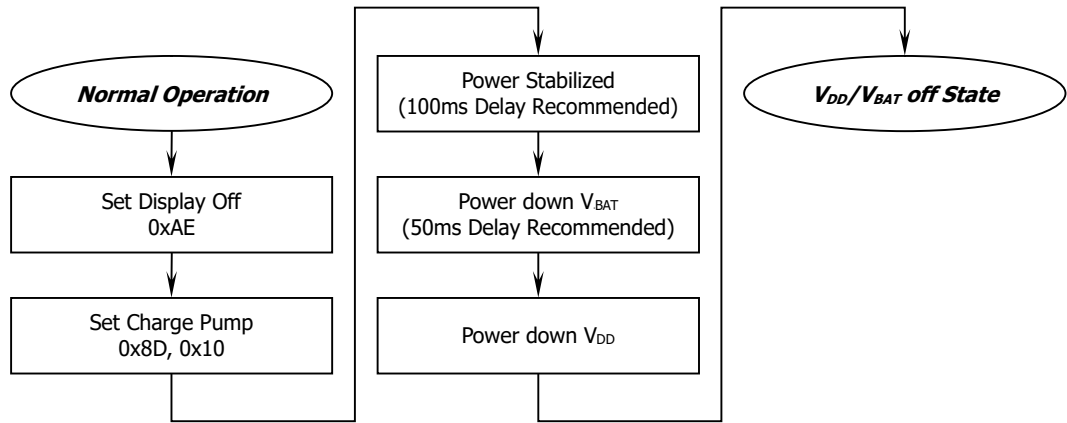 Normal Operation
Set Display Off
0xAE
Set Charge Pump
0x8D, 0x10
Power Stabilized
(100ms Delay Recommended)
Power down VBAT
(50ms Delay Recommended)
Power down VDD
VDD/VBAT off State